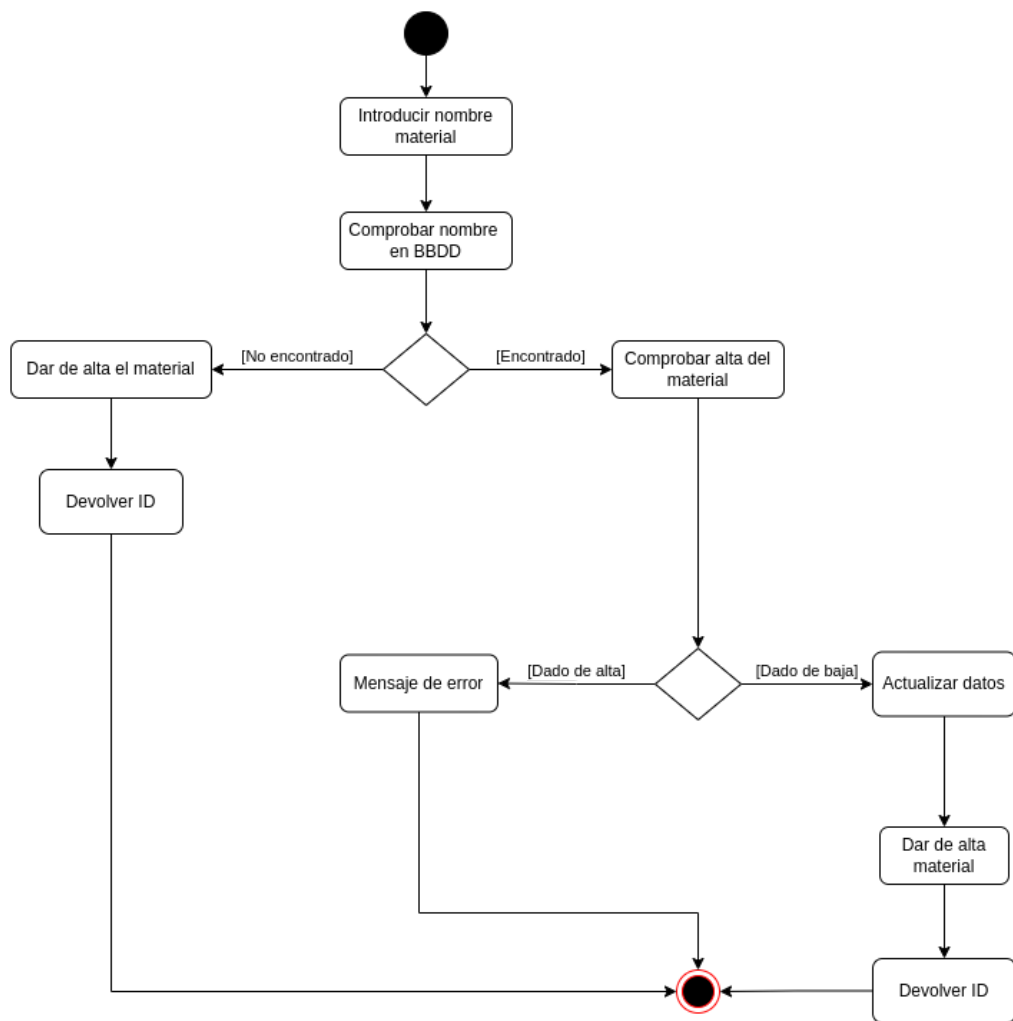 Introducir nombre
material
Comprobar nombre
en BBDD
[No encontrado]
[Encontrado]
Dar de alta el material
Comprobar alta del
material
Devolver ID
[Dado de alta]
[Dado de baja]
Mensaje de error
Actualizar datos
Dar de alta
material
Devolver ID